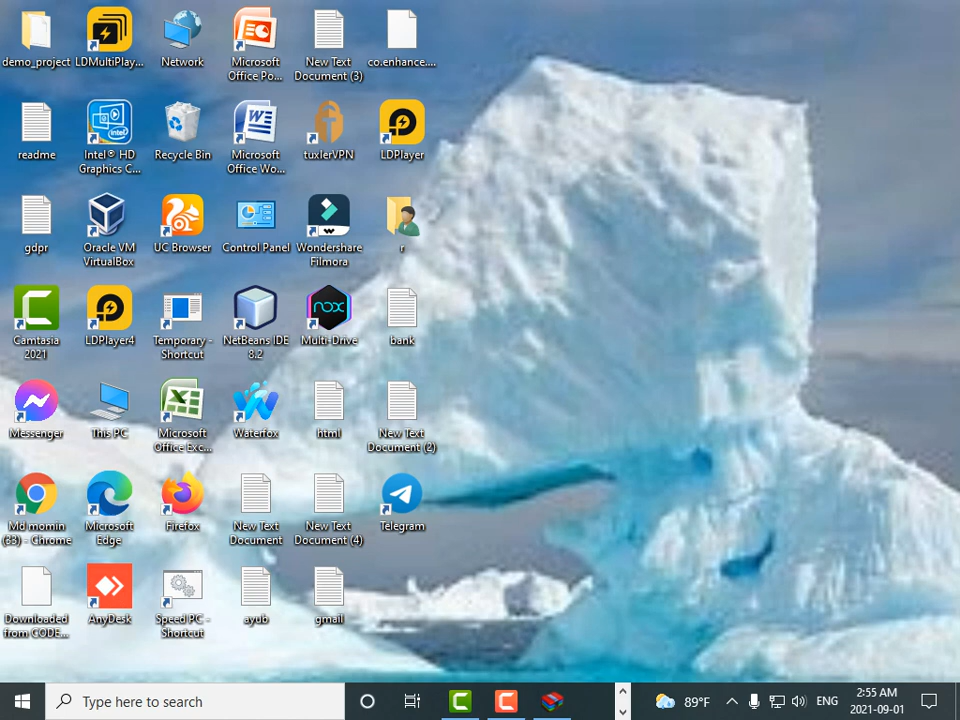 demo_project
LDMultiPlay...
Network
Microsoft
Office Po...
New Text
Document (3)
co.enhance....
readme
Intel® HD
Graphics C...
Recycle Bin
Microsoft
Office Wo...
tuxlerVPN
LDPlayer
gdpr
Oracle VM
VirtualBox
UC Browser
Control Panel
Wondershare
Filmora
r
Camtasia
2021
LDPlayer4
Temporary -
Shortcut
NetBeans IDE
8.2
nox
Multi-Drive
bank
Messenger
This PC
Microsoft
Office Exc...
Waterfox
html
New Text
Document (2)
Md momin
(33) - Chrome
Microsoft
Edge
Firefox
New Text
Document
New Text
Document (4)
Telegram
Downloaded
from CODE...
AnyDesk
Speed PC -
Shortcut
ayub
gmail
Type here to search
89°F
ENG
2:55 AM
2021-09-01